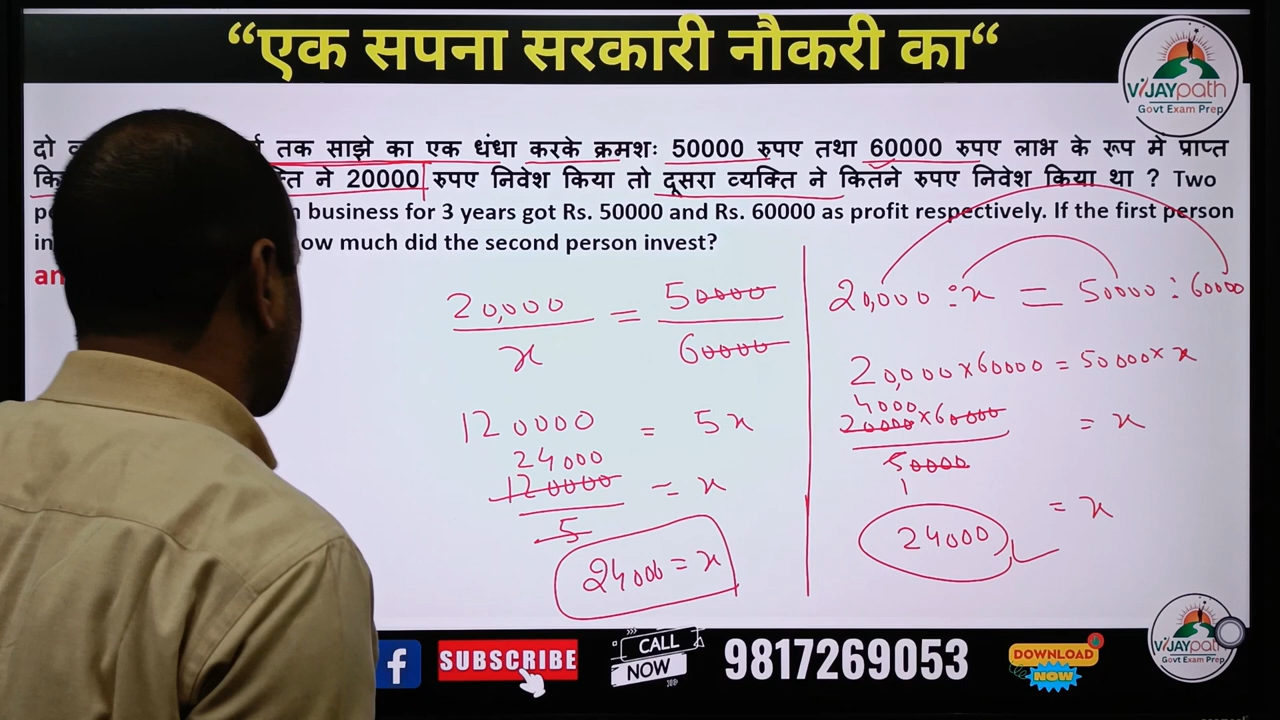 “एक सपना सरकारी नौकरी का“
VIJAYpath
Govt Exam Prep
दो तक साझे का एक धंधा करके क्रमशः 50000 रुपए तथा 60000 रुपए लाभ के रूप मे प्राप्त
ने 20000 रुपए निवेश किया तो दूसरा व्यक्ति ने कितने रुपए निवेश किया था ? Two
business for 3 years got Rs. 50000 and Rs. 60000 as profit respectively. If the first person
much did the second person invest?
20,000 / x = 50000 / 60000
120000 = 5x
24000
120000 / 5 = x
24000 = x
20,000 : x = 50000 : 60000
20,000 x 60000 = 50000 x x
4000
20000 x 60000 / 50000 = x
1
24000 = x
f
SUBSCRIBE
CALL
NOW
9817269053
DOWNLOAD
NOW
VIJAYpath
Govt Exam Prep